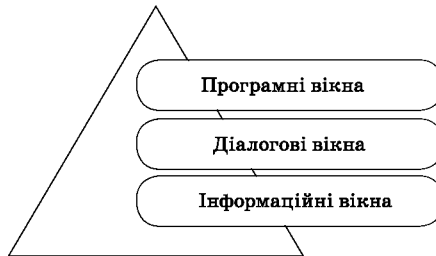 Програмні вікна
Діалогові вікна
Інформаційні вікна